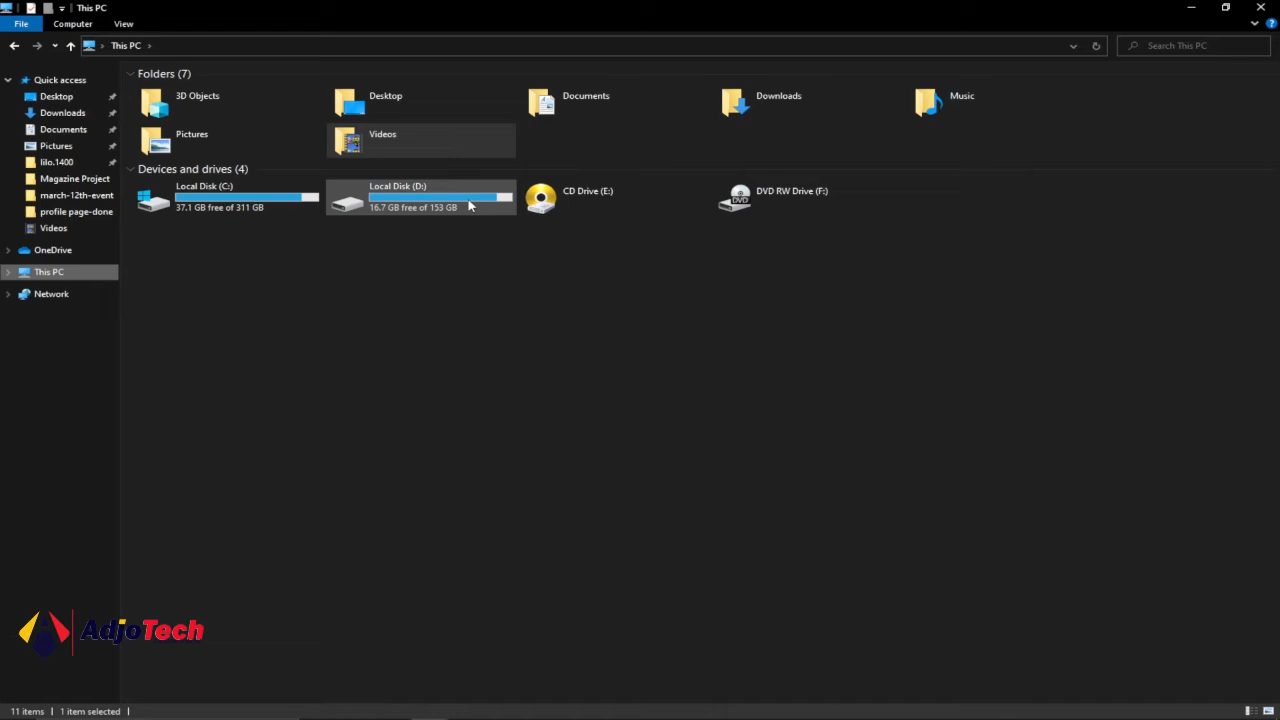 This PC
File Computer View
This PC
Search This PC
Quick access
Desktop
Downloads
Documents
Pictures
lilo.1400
Magazine Project
march-12th-event
profile page-done
Videos
OneDrive
This PC
Network
Folders (7)
3D Objects
Desktop
Documents
Downloads
Music
Pictures
Videos
Devices and drives (4)
Local Disk (C:)
37.1 GB free of 311 GB
Local Disk (D:)
16.7 GB free of 153 GB
CD Drive (E:)
DVD RW Drive (F:)
DVD
AdjoTech
11 items 1 item selected